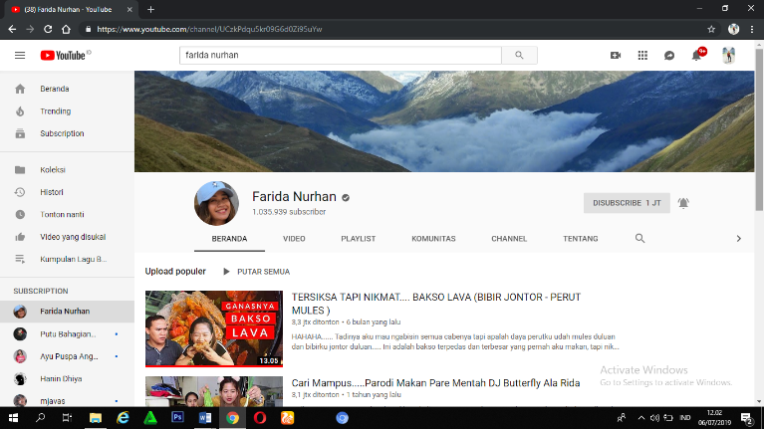 (38) Farida Nurhan - YouTube
https://www.youtube.com/channel/UCzkPdqu5kr09G6d0Zi95uYw
YouTube ID
farida nurhan
9+
Beranda
Trending
Subscription
Koleksi
Histori
Tonton nanti
Video yang disukai
Kumpulan Lagu B...
SUBSCRIPTION
Farida Nurhan
Putu Bahagian...
Ayu Puspa Ang...
Hanin Dhiya
mjavas
Farida Nurhan
1.035.939 subscriber
DISUBSCRIBE 1 JT
BERANDA VIDEO PLAYLIST KOMUNITAS CHANNEL TENTANG
Upload populer PUTAR SEMUA
GANASNYA
BAKSO
LAVA
13.05
TERSIKSA TAPI NIKMAT.... BAKSO LAVA (BIBIR JONTOR - PERUT
MULES )
8,3 jtx ditonton • 6 bulan yang lalu
HAHAHA...... Tadinya aku mau ngabisin semua cabenya tapi apalah daya perutku udah mules duluan
dan bibirku jontor duluan..... Ini adalah bakso terpedas dan terbesar yang pernah aku makan, tapi nik...
Cari Mampus.....Parodi Makan Pare Mentah DJ Butterfly Ala Rida
8,1 jtx ditonton • 1 tahun yang lalu
Activate Windows
Go to Settings to activate Windows.
IND
12.02
06/07/2019
2